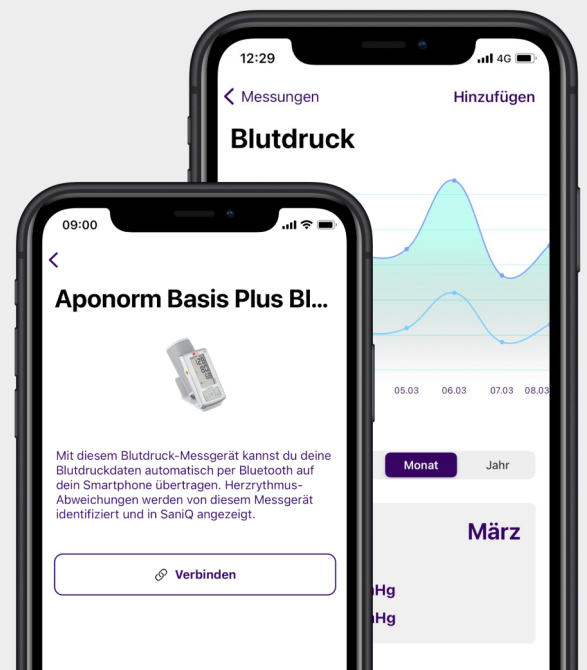 12:29
4G
Messungen
Hinzufügen
Blutdruck
05.03
06.03
07.03
08.03
Monat
Jahr
März
Hg
Hg
09:00
Aponorm Basis Plus Bl...
Mit diesem Blutdruck-Messgerät kannst du deine
Blutdruckdaten automatisch per Bluetooth auf
dein Smartphone übertragen. Herzrythmus-
Abweichungen werden von diesem Messgerät
identifiziert und in SaniQ angezeigt.
Verbinden